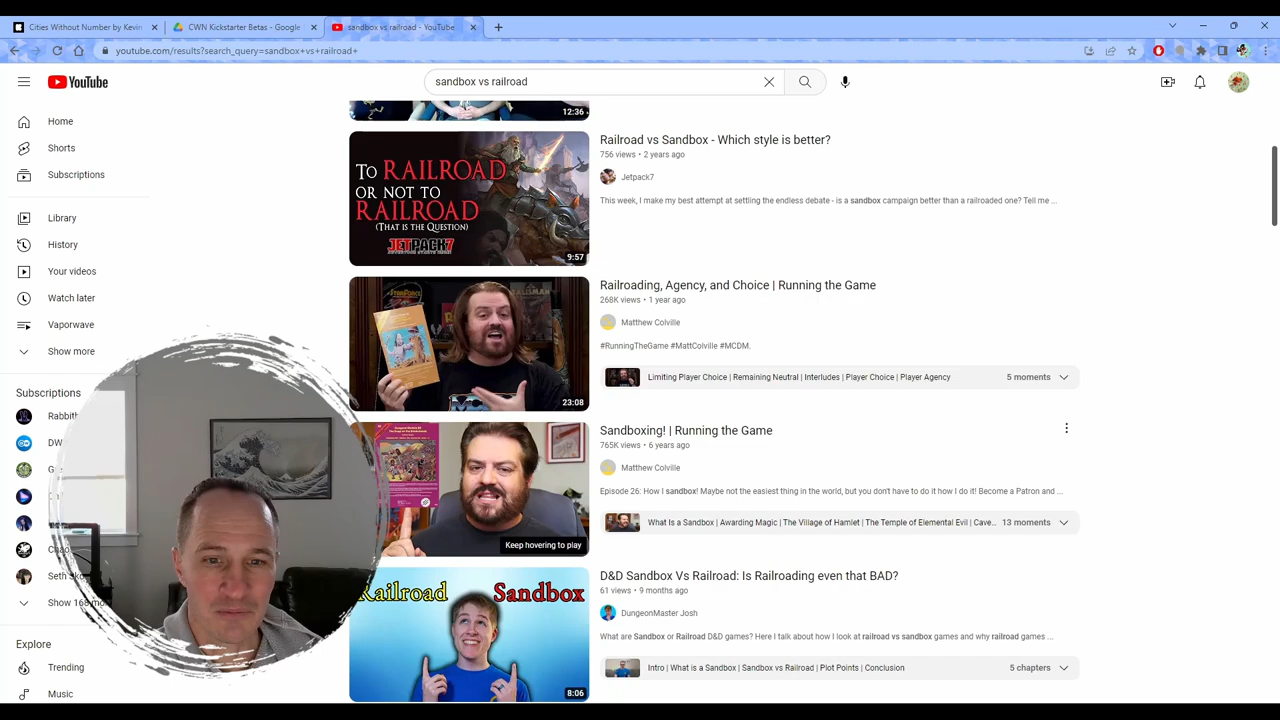 Cities Without Number by Kevin
CWN Kickstarter Betas - Google
sandbox vs railroad - YouTube
youtube.com/results?search_query=sandbox+vs+railroad+
YouTube
sandbox vs railroad
Home
Shorts
Subscriptions
Library
History
Your videos
Watch later
Vaporwave
Show more
Subscriptions
Rabbith
DW
Show 168 mo
Explore
Trending
Music
12:36
TO RAILROAD
OR NOT TO
RAILROAD
(THAT IS THE QUESTION)
JETPACK7
9:57
Railroad vs Sandbox - Which style is better?
756 views • 2 years ago
Jetpack7
This week, I make my best attempt at settling the endless debate - is a sandbox campaign better than a railroaded one? Tell me ...
TALISMAN
23:08
Railroading, Agency, and Choice | Running the Game
268K views • 1 year ago
Matthew Colville
#RunningTheGame #MattColville #MCDM.
Limiting Player Choice | Remaining Neutral | Interludes | Player Choice | Player Agency
5 moments
Keep hovering to play
Sandboxing! | Running the Game
765K views • 6 years ago
Matthew Colville
Episode 26: How I sandbox! Maybe not the easiest thing in the world, but you don't have to do it how I do it! Become a Patron and ...
What Is a Sandbox | Awarding Magic | The Village of Hamlet | The Temple of Elemental Evil | Cave...
13 moments
Railroad Sandbox
8:06
D&D Sandbox Vs Railroad: Is Railroading even that BAD?
61 views • 9 months ago
DungeonMaster Josh
What are Sandbox or Railroad D&D games? Here I talk about how I look at railroad vs sandbox games and why railroad games ...
Intro | What is a Sandbox | Sandbox vs Railroad | Plot Points | Conclusion
5 chapters